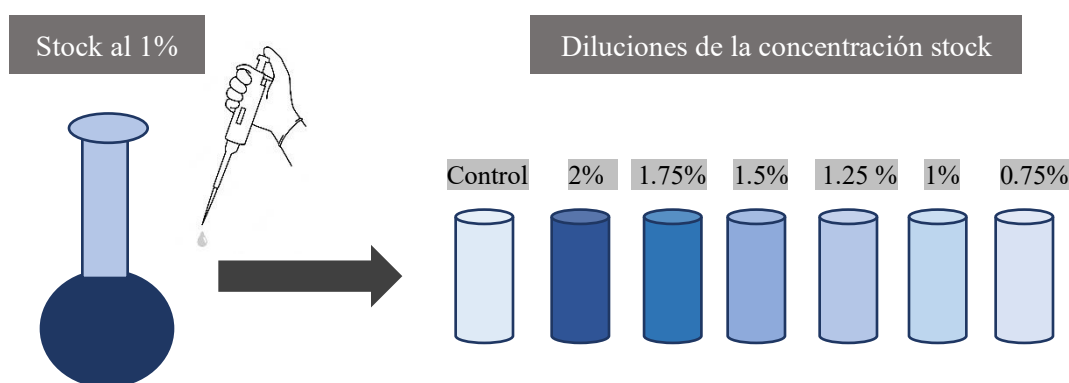 Stock al 1%
Diluciones de la concentración stock
Control 2% 1.75% 1.5% 1.25 % 1% 0.75%